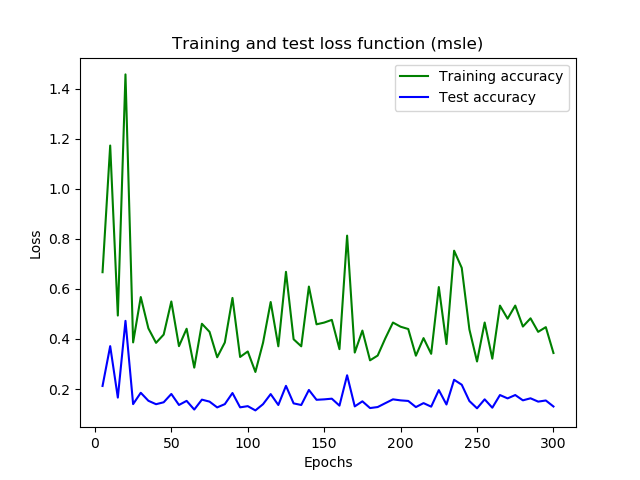 Training and test loss function (msle)
Training accuracy
Test accuracy
1.4
1.2
1.0
0.8
0.6
0.4
0.2
Loss
0 50 100 150 200 250 300
Epochs